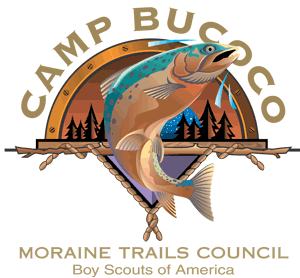 CAMP BUCOCO
MORAINE TRAILS COUNCIL
Boy Scouts of America